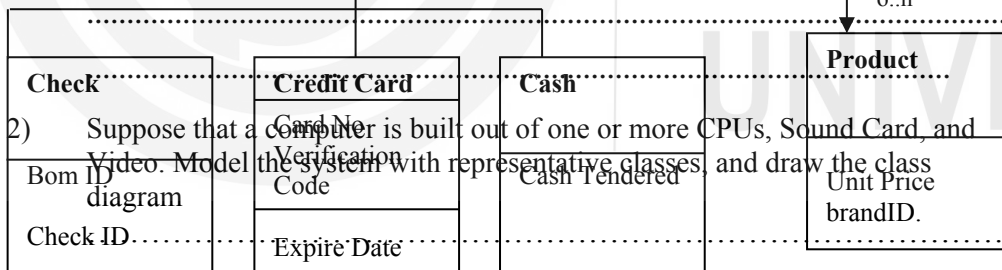 0..n
Product
Check
Credit Card
Cash
Card No
2) Suppose that a computer is built out of one or more CPUs, Sound Card, and
Verification
Video. Model the system with representative classes, and draw the class
Bom ID
Code
Cash Tendered
Unit Price
diagram
brandID.
Check ID
Expire Date
UNIV